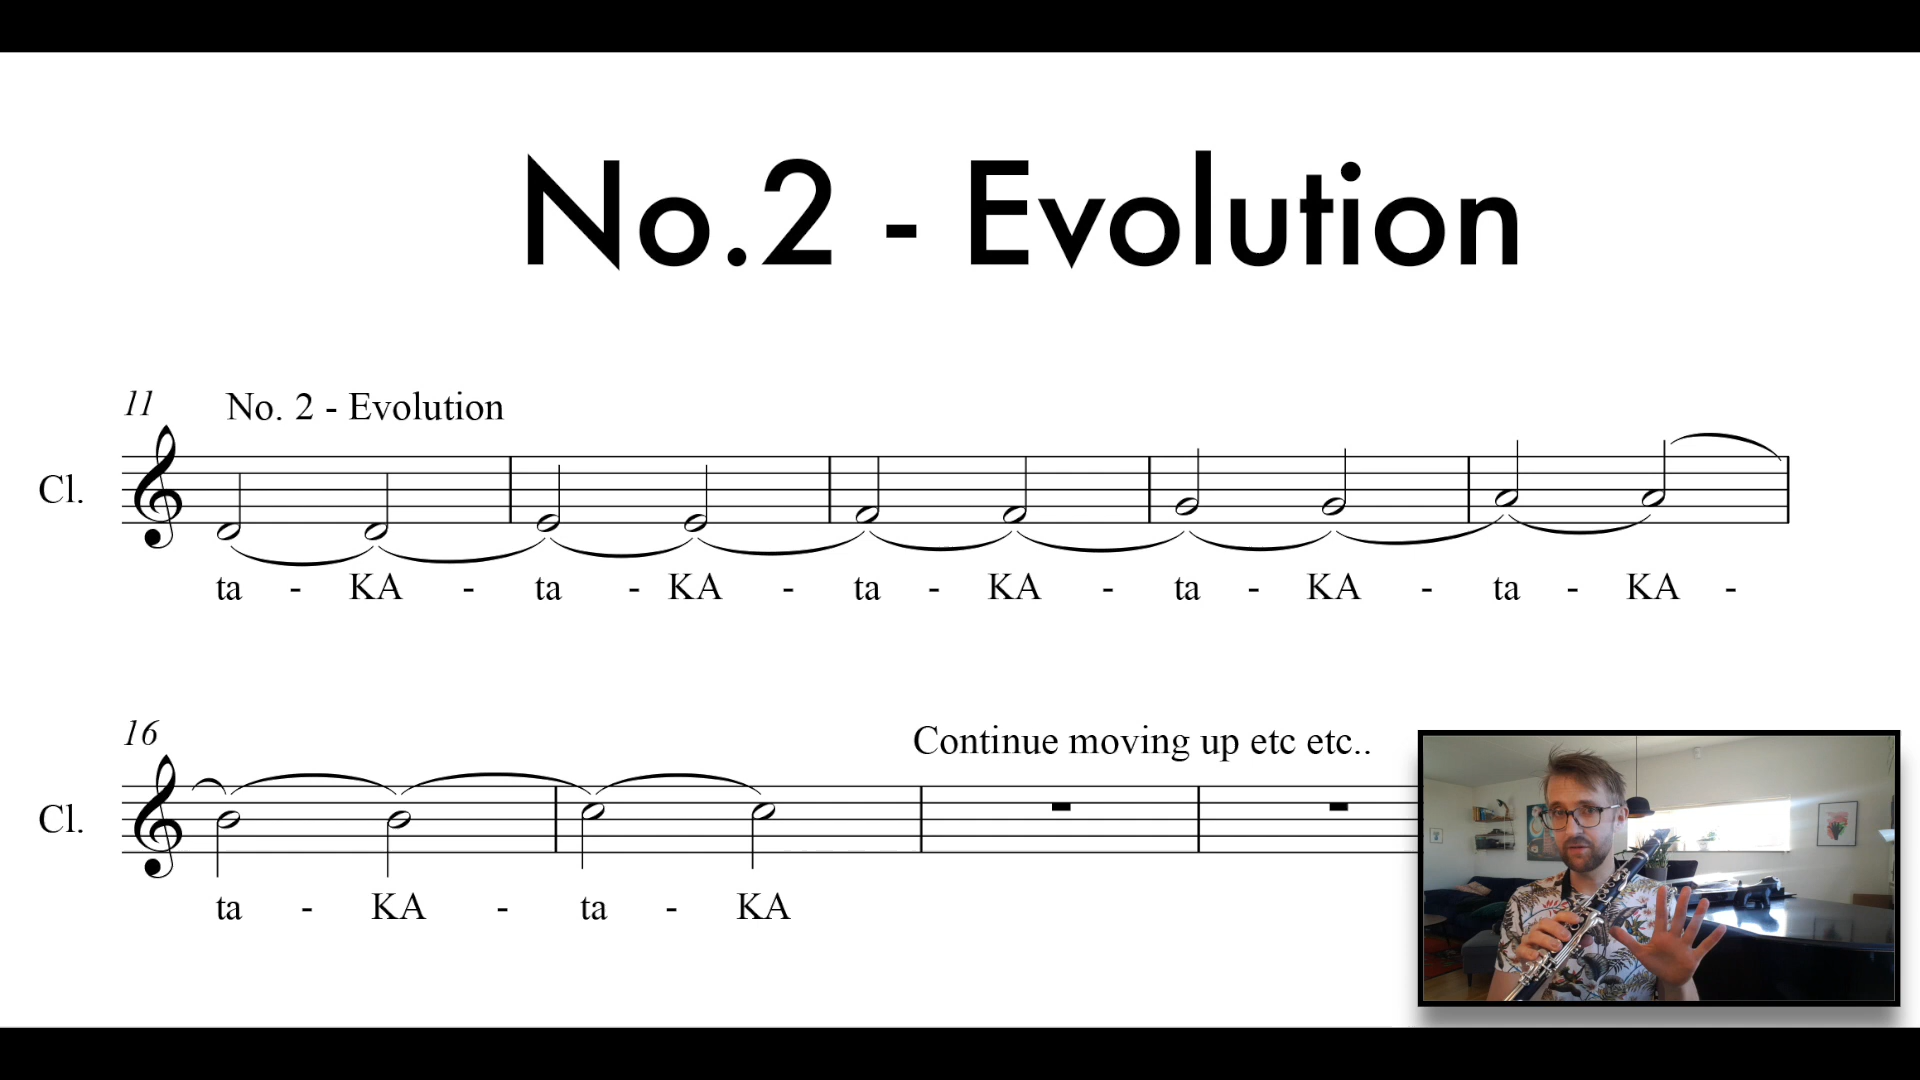 No.2 - Evolution
11 No. 2 - Evolution
Cl.
ta - KA - ta - KA - ta - KA - ta - KA - ta - KA -
16 Continue moving up etc etc..
Cl.
ta - KA - ta - KA